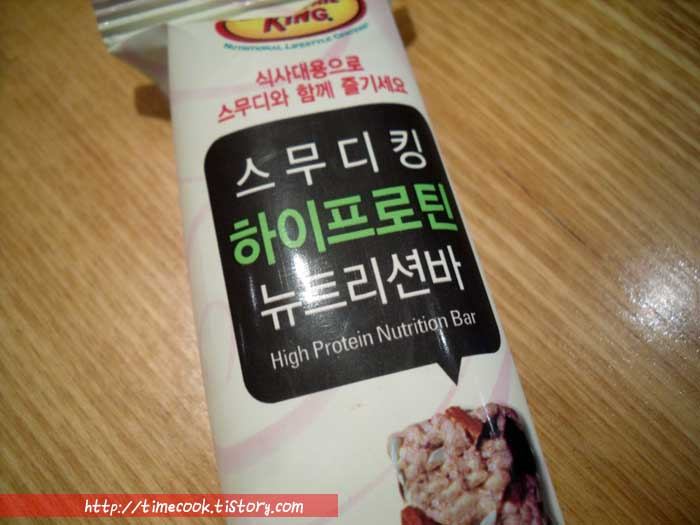 KING
NUTRITIONAL LIFESTYLE CENTER
식사대용으로
스무디와 함께 즐기세요
스무디킹
하이프로틴
뉴트리션바
High Protein Nutrition Bar
http://timecook.tistory.com